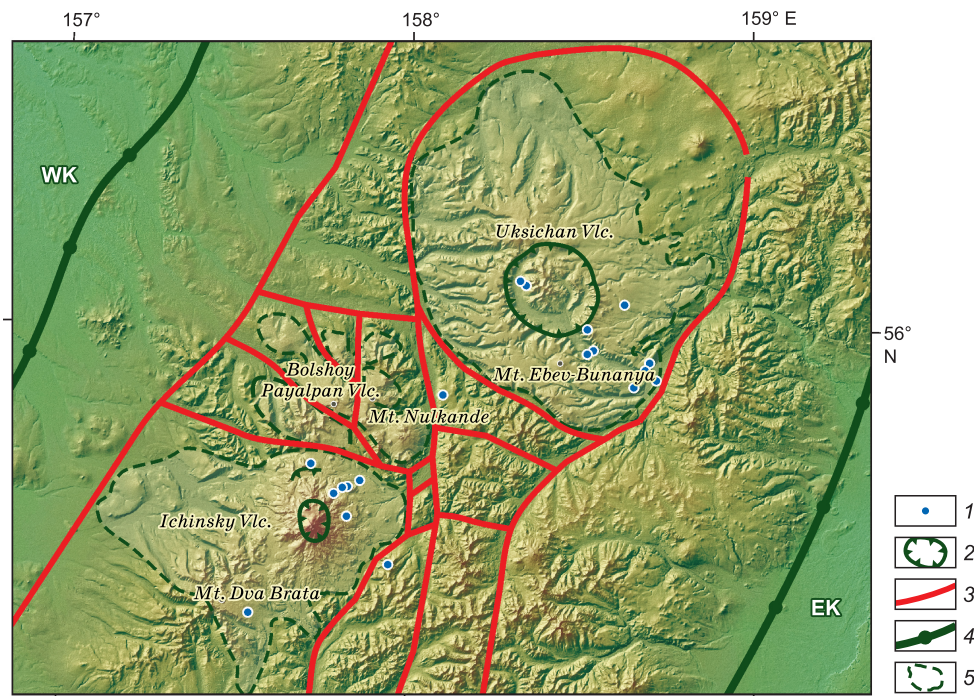 157°
158°
159° E
WK
Uksichan Vlc.
56°
N
Bolshoy
Payalpan Vlc.
Mt. Ebev-Bunanya
Mt. Nulkande
Ichinsky Vlc.
1
2
Mt. Dva Brata
3
EK
4
5